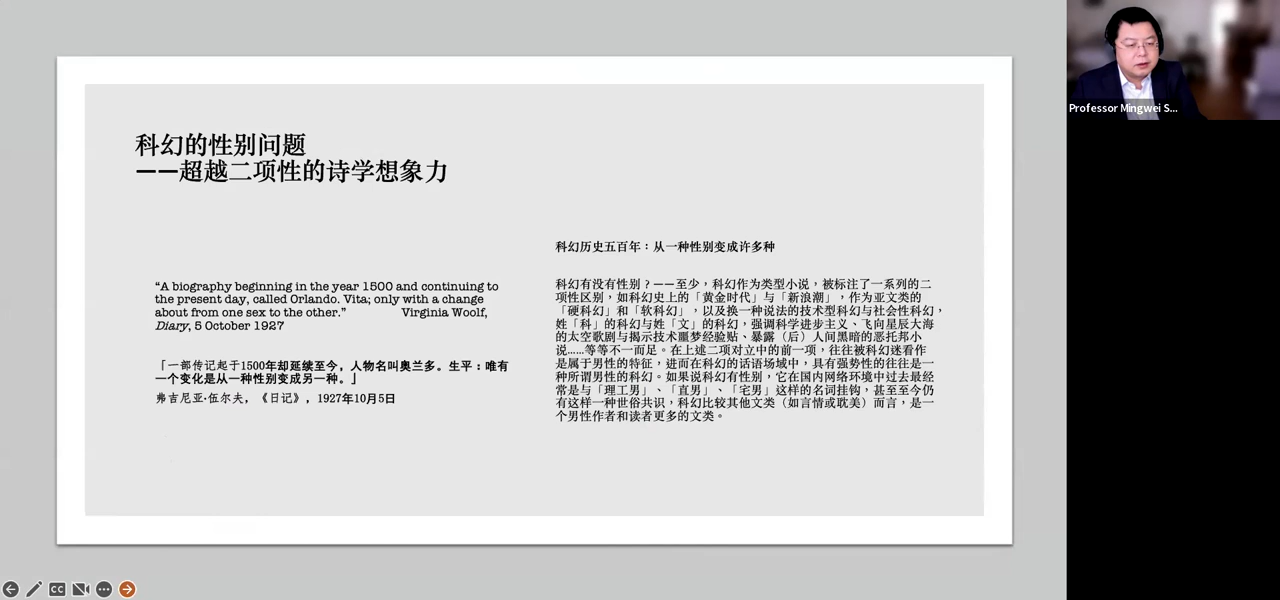 科幻的性别问题
——超越二项性的诗学想象力
“A biography beginning in the year 1500 and continuing to
the present day, called Orlando. Vita; only with a change
about from one sex to the other.” Virginia Woolf,
Diary, 5 October 1927
「一部传记起于1500年却延续至今，人物名叫奥兰多。生平：唯有
一个变化是从一种性别变成另一种。」
弗吉尼亚·伍尔夫，《日记》，1927年10月5日
科幻历史五百年：从一种性别变成许多种
科幻有没有性别？——至少，科幻作为类型小说，被标注了一系列的二
项性区别，如科幻史上的「黄金时代」与「新浪潮」，作为亚文类的
「硬科幻」和「软科幻」，以及换一种说法的技术型科幻与社会性科幻，
姓「科」的科幻与姓「文」的科幻，强调科学进步主义、飞向星辰大海
的太空歌剧与揭示技术噩梦经验贴、暴露（后）人间黑暗的恶托邦小
说……等等不一而足。在上述二项对立中的前一项，往往被科幻迷看作
是属于男性的特征，进而在科幻的话语场域中，具有强势性的往往是一
种所谓男性的科幻。如果说科幻有性别，它在国内网络环境中过去最经
常是与「理工男」、「直男」、「宅男」这样的名词挂钩，甚至至今仍
有这样一种世俗共识，科幻比较其他文类（如言情或耽美）而言，是一
个男性作者和读者更多的文类。
Professor Mingwei S...
CC